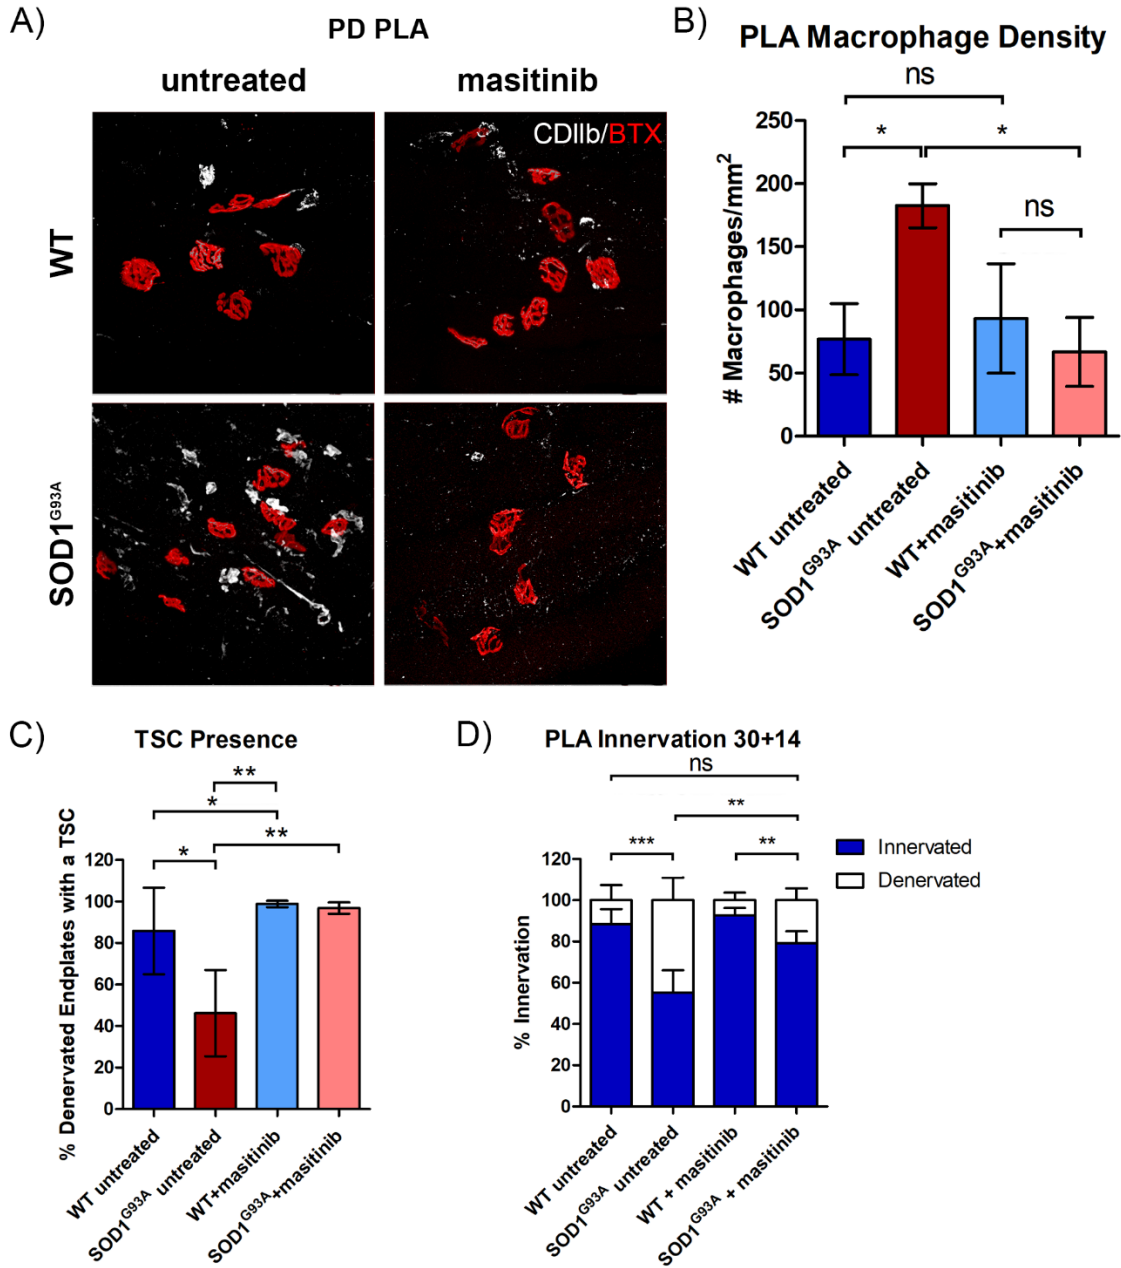 A)
PD PLA
untreated
masitinib
WT
SOD1G93A
CDIIb/BTX
B)
PLA Macrophage Density
ns
*
*
ns
# Macrophages/mm2
250
200
150
100
50
0
WT untreated
SOD1G93A untreated
WT+masitinib
SOD1G93A+masitinib
C)
TSC Presence
**
*
**
*
% Denervated Endplates with a TSC
120
100
80
60
40
20
0
WT untreated
SOD1G93A untreated
WT+masitinib
SOD1G93A+masitinib
D)
PLA Innervation 30+14
ns
**
***
**
Innervated
Denervated
% Innervation
120
100
80
60
40
20
0
WT untreated
SOD1G93A untreated
WT + masitinib
SOD1G93A + masitinib